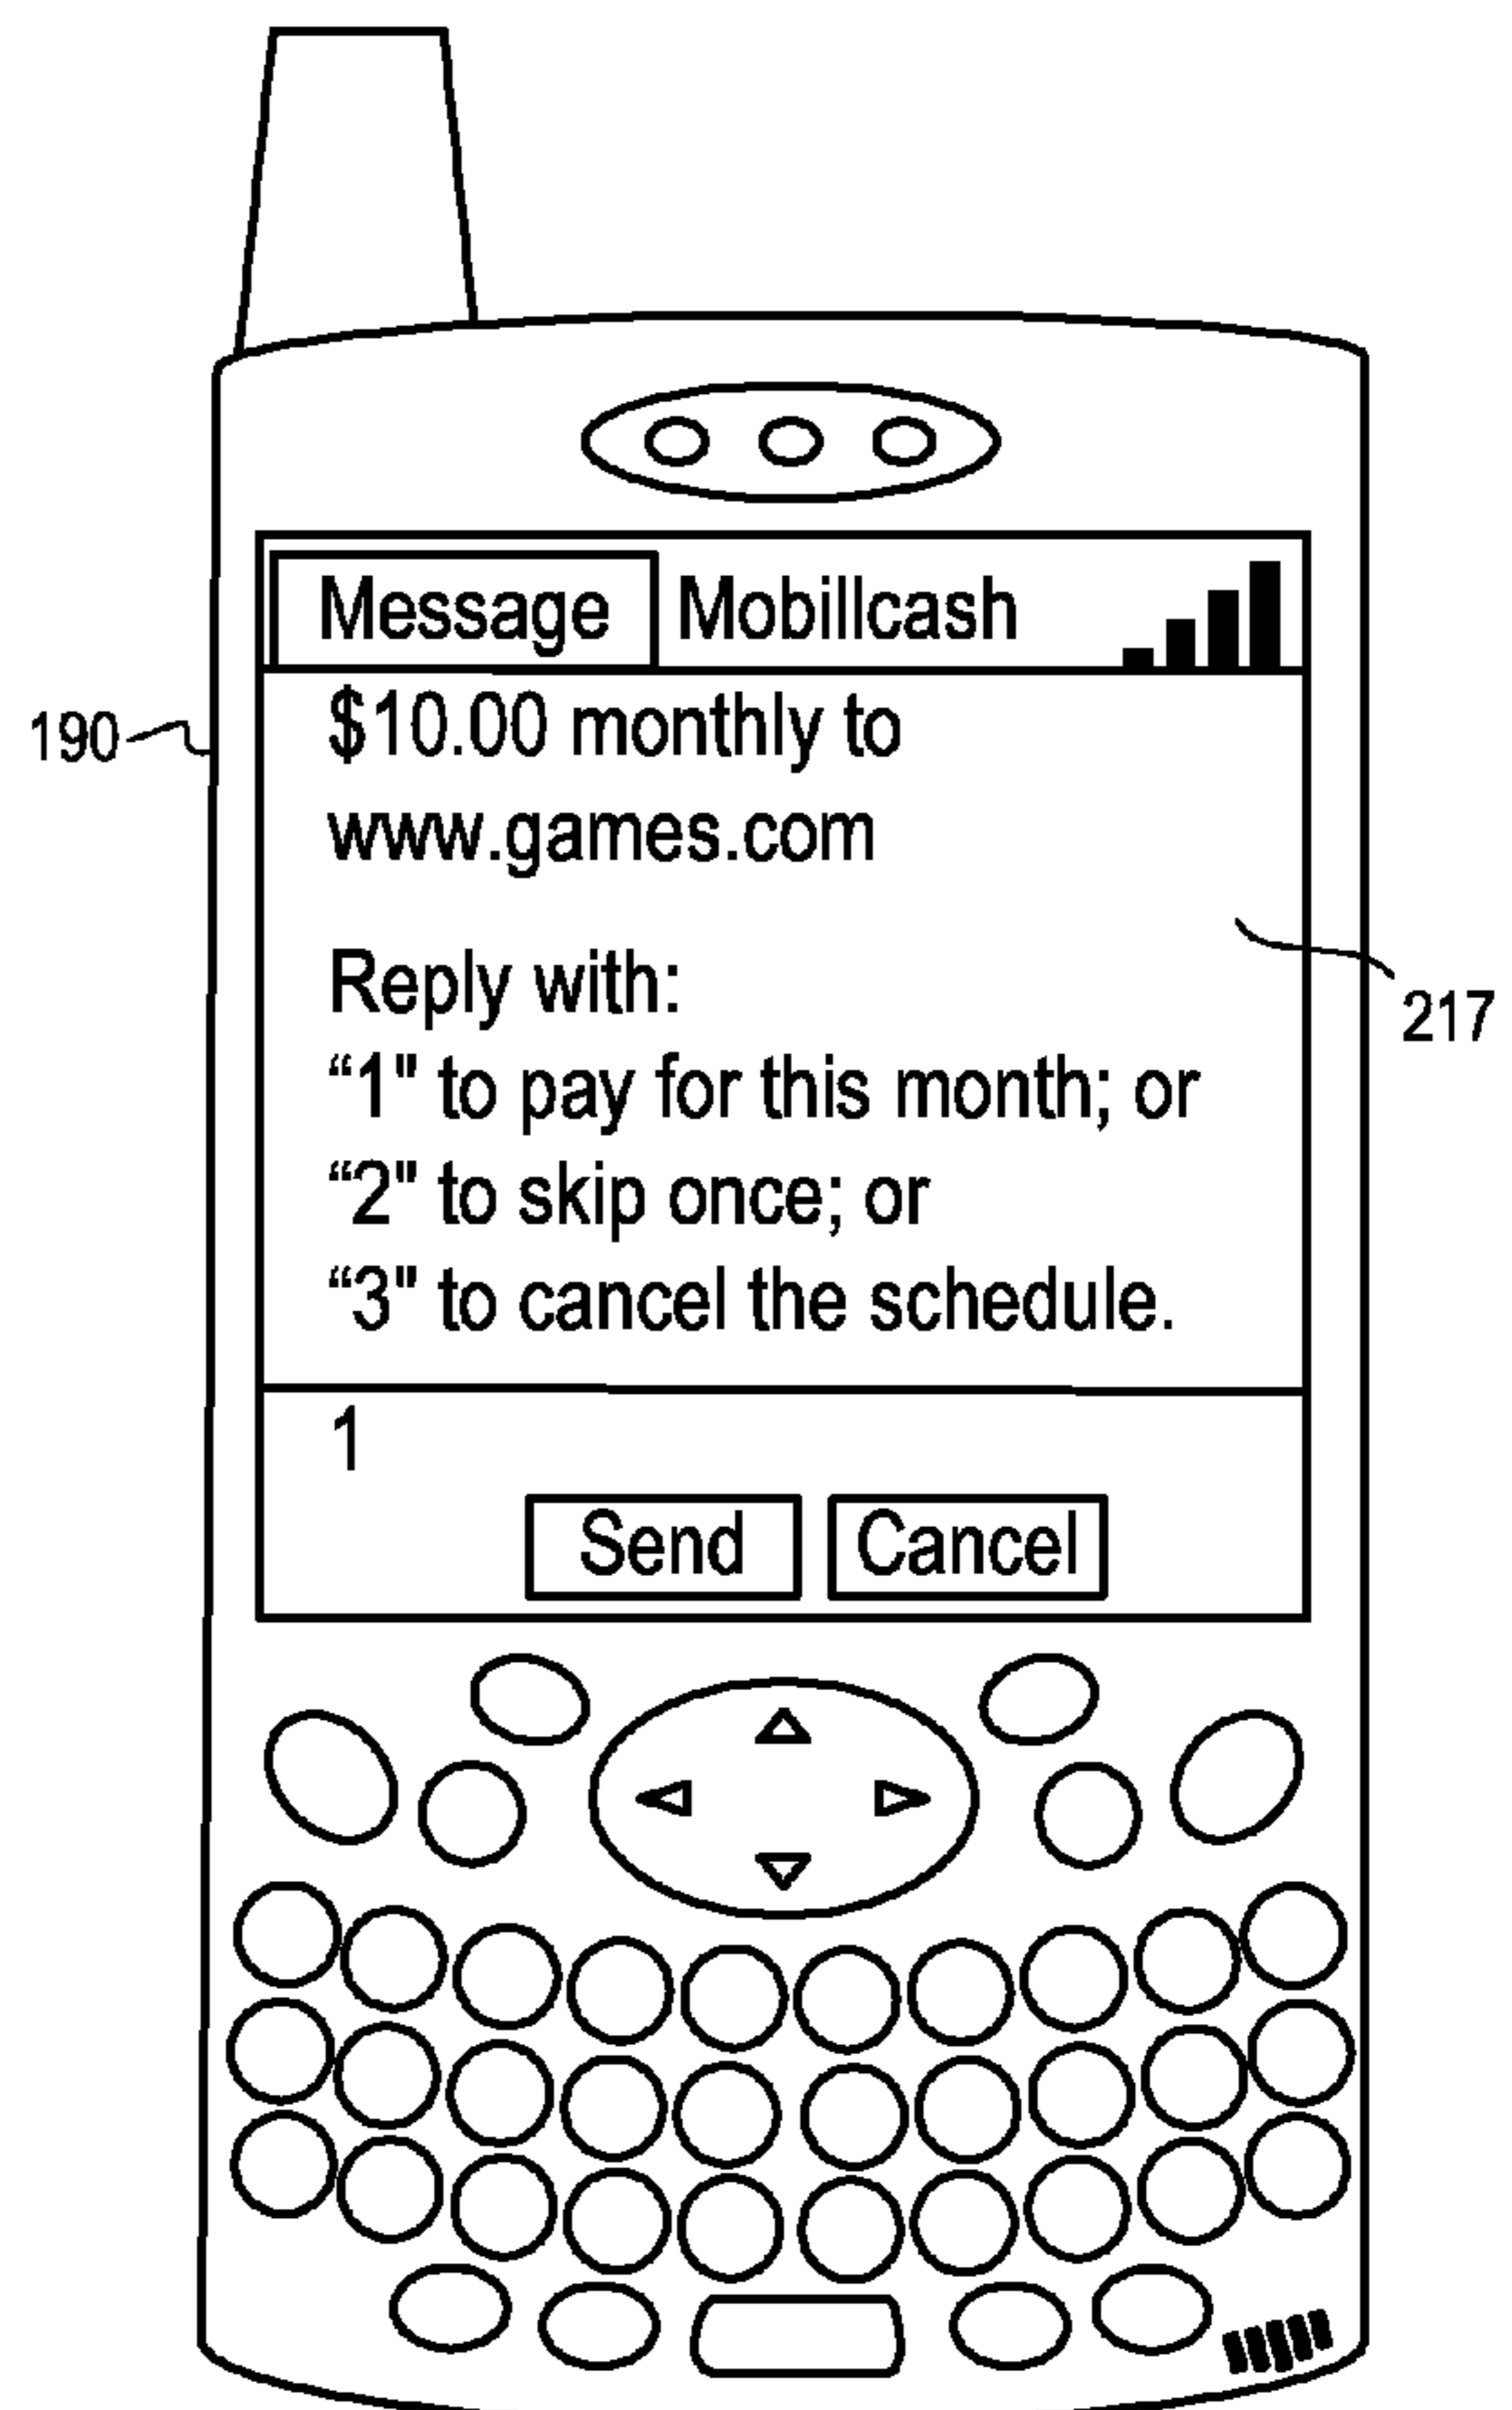 Message Mobillcash
$10.00 monthly to
www.games.com
190
Reply with:
217
“1" to pay for this month; or
“2" to skip once; or
“3" to cancel the schedule.
1
Send Cancel